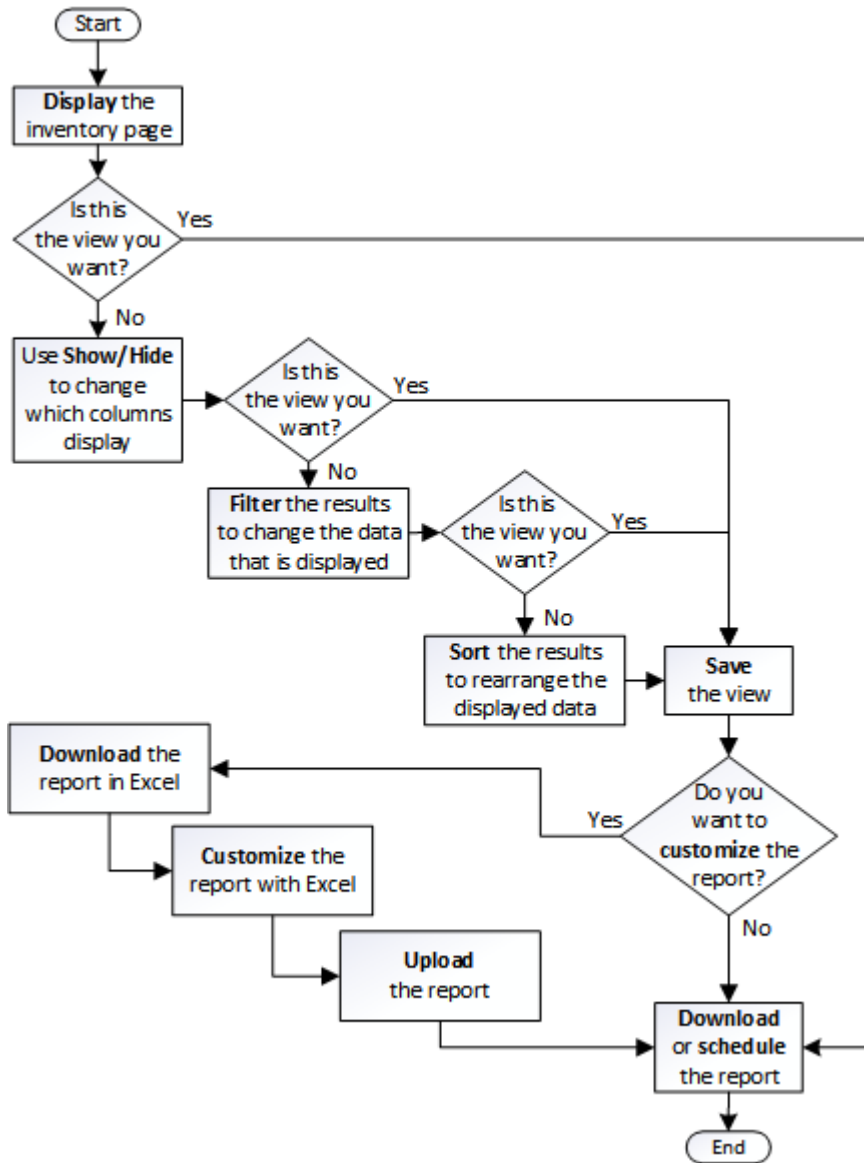 Start
Display the
inventory page
Is this
the view you
want?
Yes
No
Use Show/Hide
to change
which columns
display
Is this
the view you
want?
Yes
No
Filter the results
to change the data
that is displayed
Is this
the view you
want?
Yes
No
Sort the results
to rearrange the
displayed data
Save
the view
Do you
want to
customize the
report?
Yes
No
Download the
report in Excel
Customize the
report with Excel
Upload
the report
Download
or schedule
the report
End